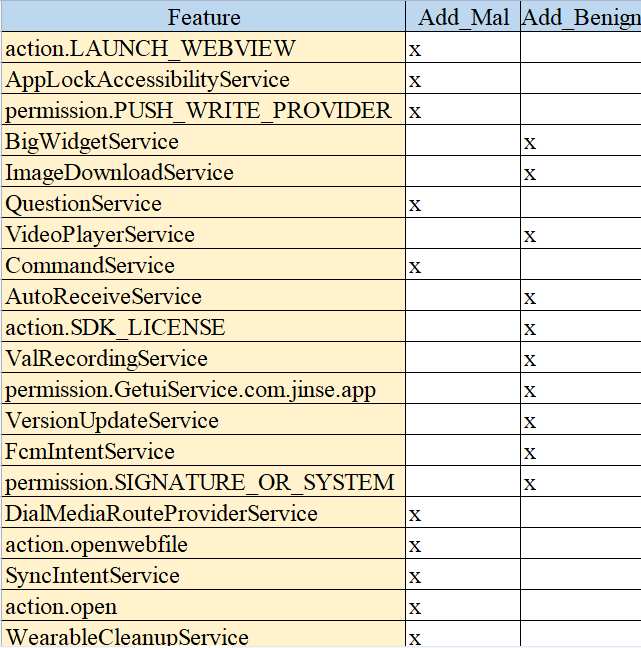 Feature Add_Mal Add_Benign
action.LAUNCH_WEBVIEW x
AppLockAccessibilityService x
permission.PUSH_WRITE_PROVIDER x
BigWidgetService x
ImageDownloadService x
QuestionService x
VideoPlayerService x
CommandService x
AutoReceiveService x
action.SDK_LICENSE x
ValRecordingService x
permission.GetuiService.com.jinse.app x
VersionUpdateService x
FcmIntentService x
permission.SIGNATURE_OR_SYSTEM x
DialMediaRouteProviderService x
action.openwebfile x
SyncIntentService x
action.open x
WearableCleanupService x